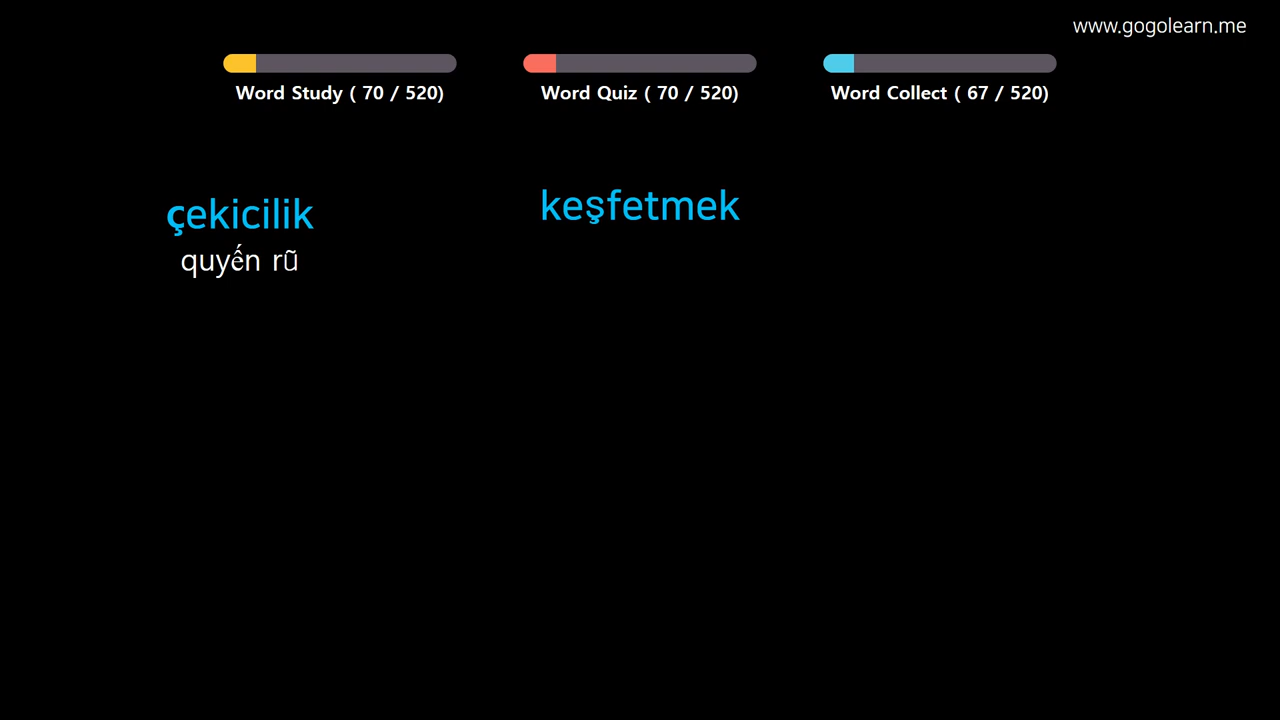 www.gogolearn.me
Word Study ( 70 / 520)
Word Quiz ( 70 / 520)
Word Collect ( 67 / 520)
çekicilik
quyến rũ
keşfetmek